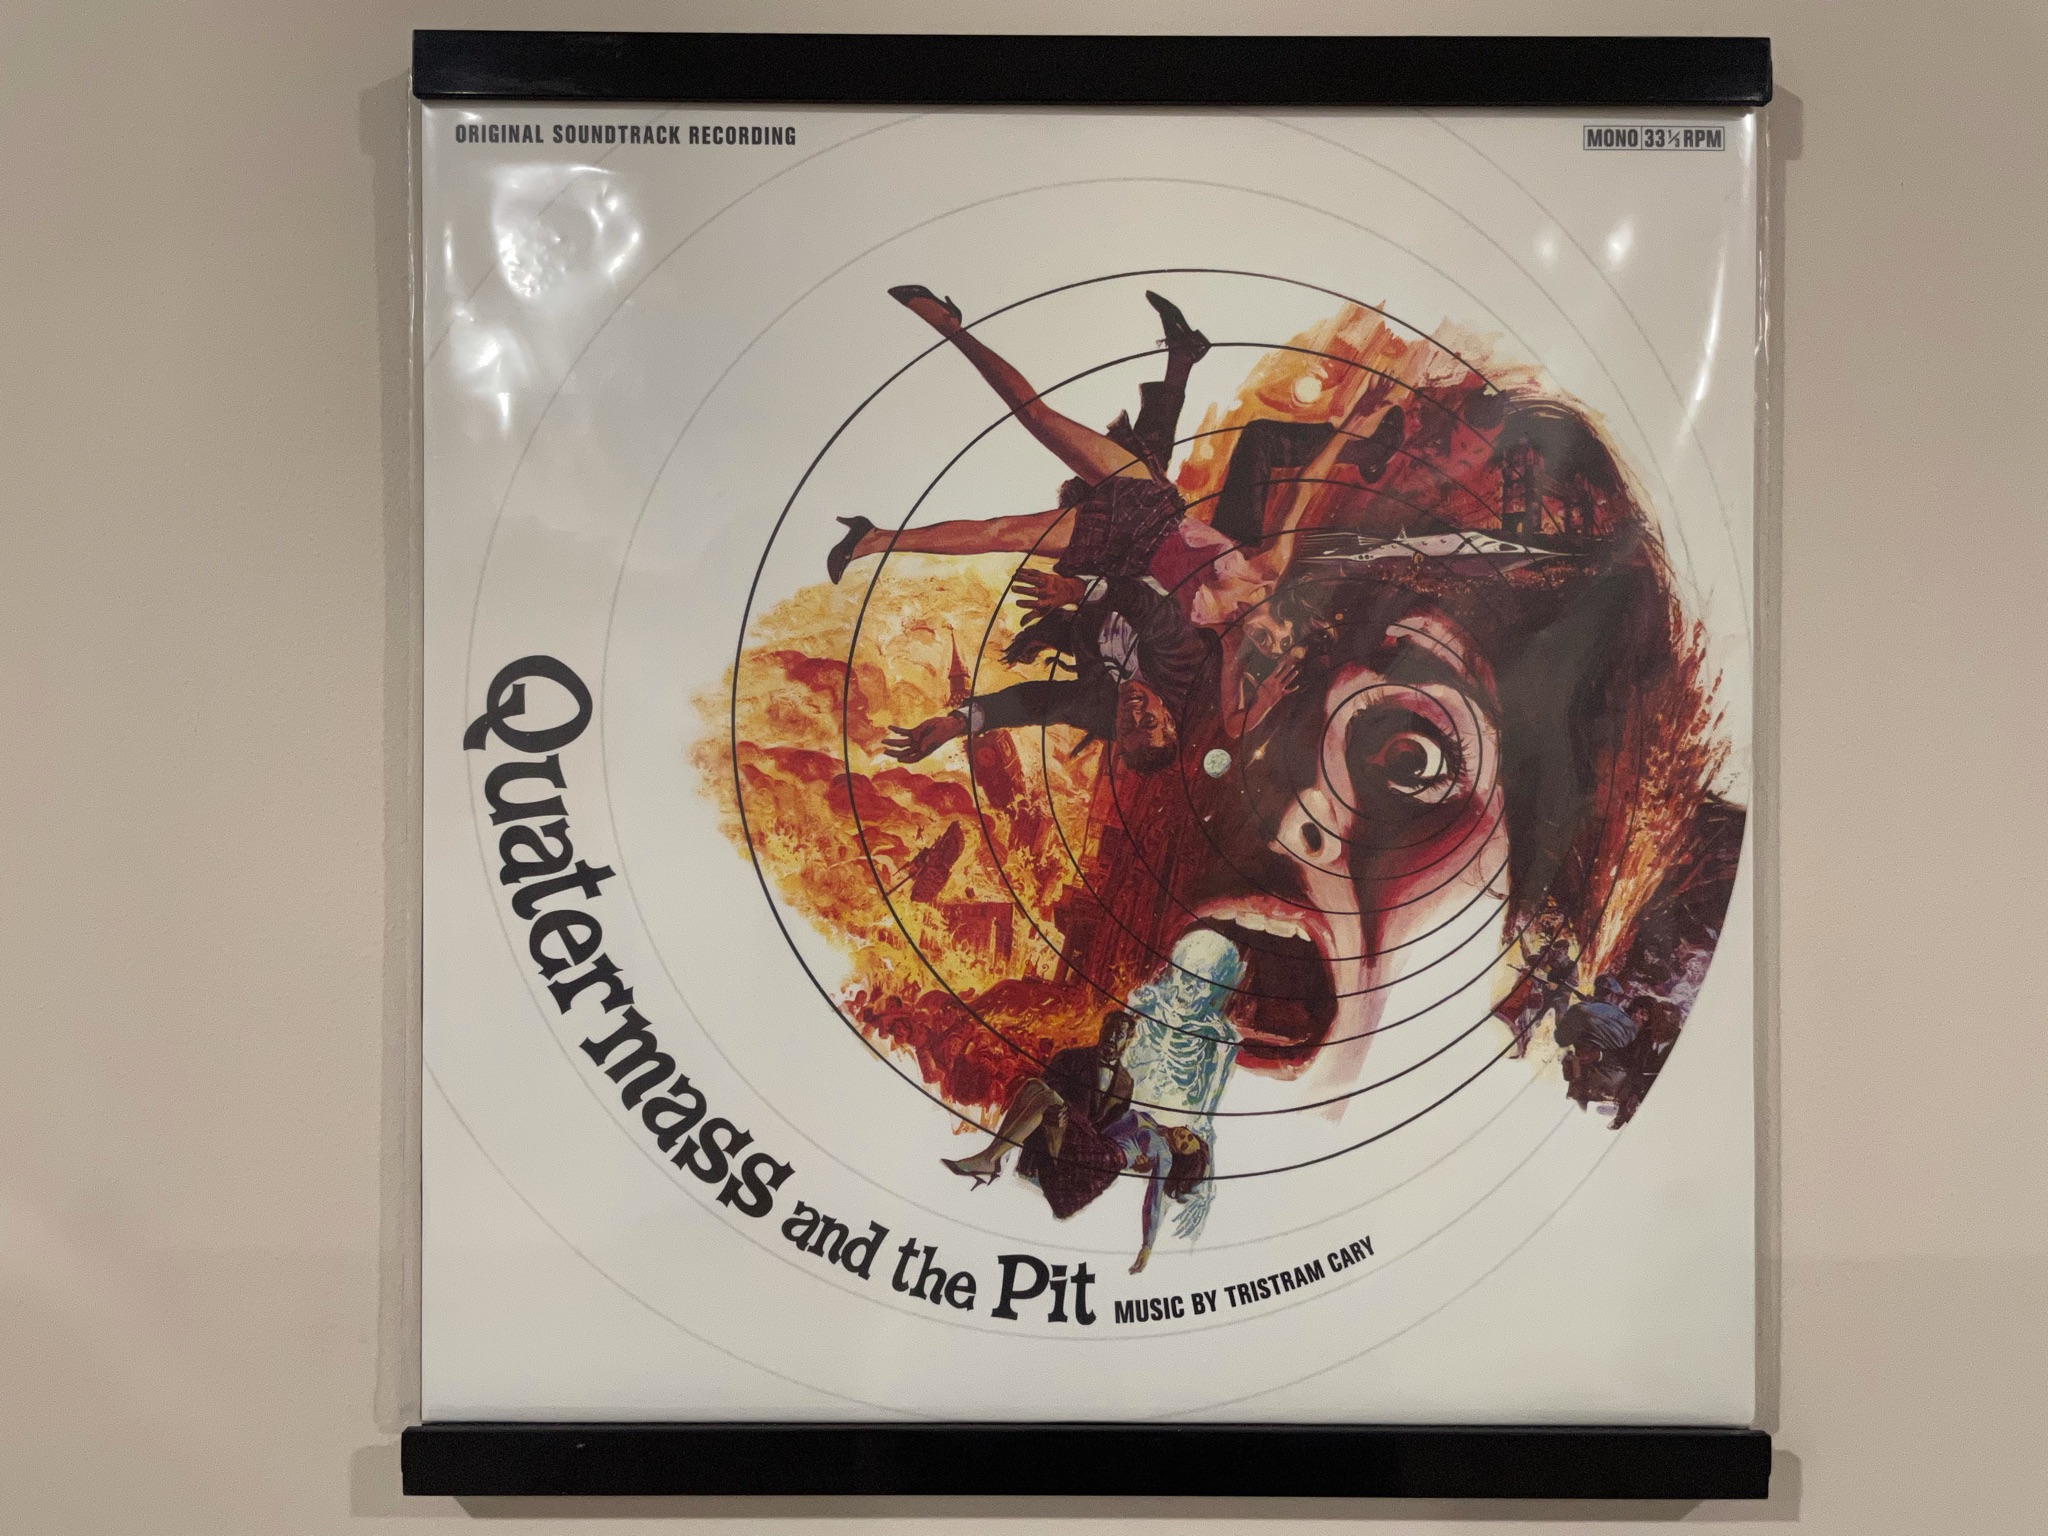 ORIGINAL SOUNDTRACK RECORDING
MONO 33⅓ RPM
Quatermass and the Pit
MUSIC BY TRISTRAM CARY